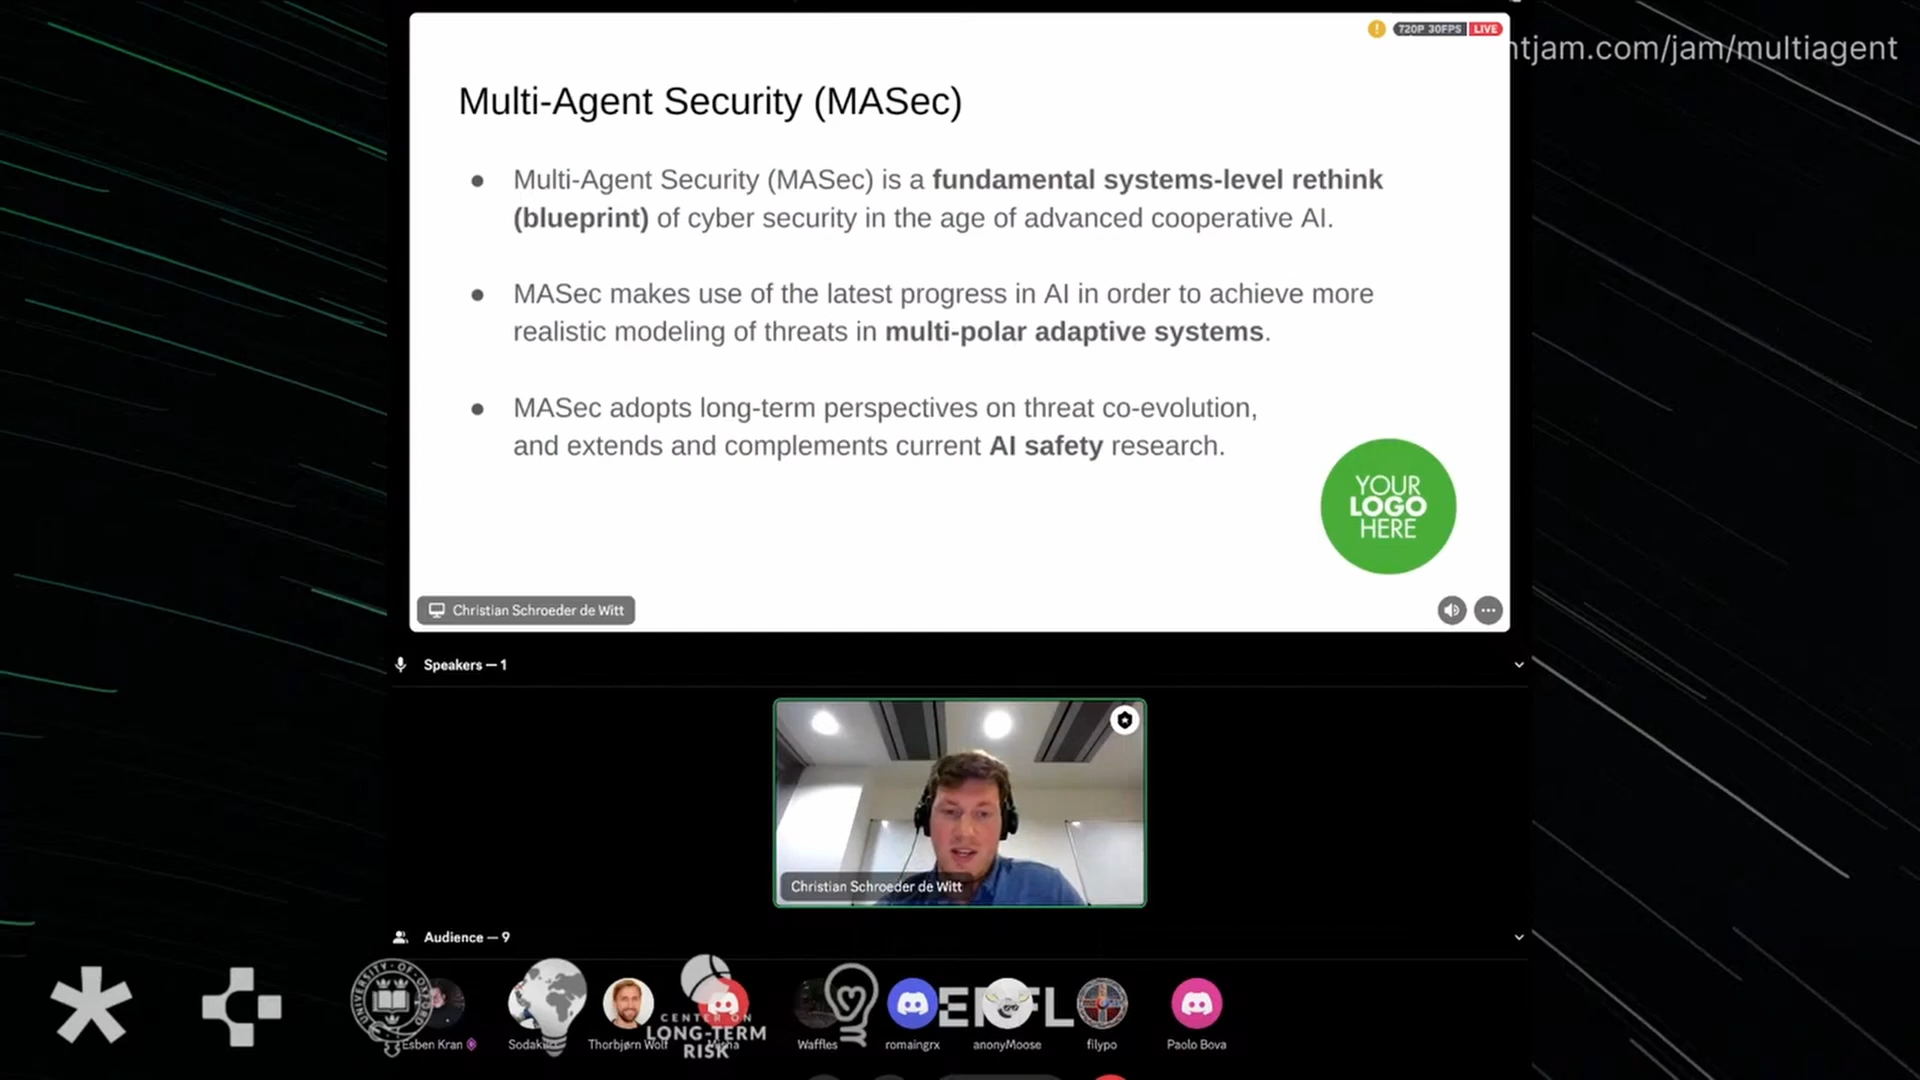 720P 30FPS LIVE
ntjam.com/jam/multiagent
Multi-Agent Security (MASec)
● Multi-Agent Security (MASec) is a fundamental systems-level rethink
(blueprint) of cyber security in the age of advanced cooperative AI.
● MASec makes use of the latest progress in AI in order to achieve more
realistic modeling of threats in multi-polar adaptive systems.
● MASec adopts long-term perspectives on threat co-evolution,
and extends and complements current AI safety research.
YOUR
LOGO
HERE
Christian Schroeder de Witt
Speakers — 1
Christian Schroeder de Witt
Audience — 9
UNIVERSITY OF OXFORD
CENTER ON
LONG-TERM
RISK
EPFL
Esben Kran
Thorbjørn Wolf
Waffles
romaingrx
anonyMoose
filypo
Paolo Bova